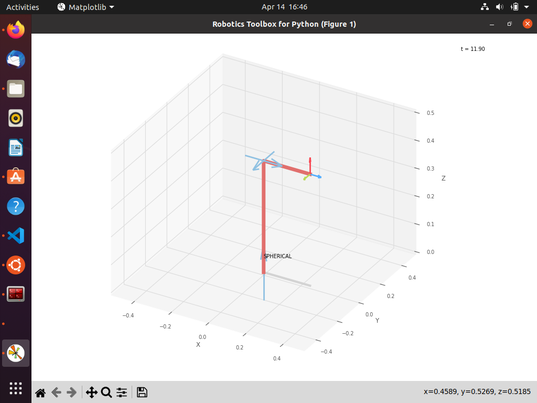 Activities
Matplotlib
Apr 14 16:46
Robotics Toolbox for Python (Figure 1)
t = 11.90
0.5
0.4
0.3
Z
0.2
0.1
0.0
SPHERICAL
0.4
0.2
0.0
Y
−0.2
−0.4
−0.4
−0.2
0.0
X
0.2
0.4
x=0.4589, y=0.5269, z=0.5185